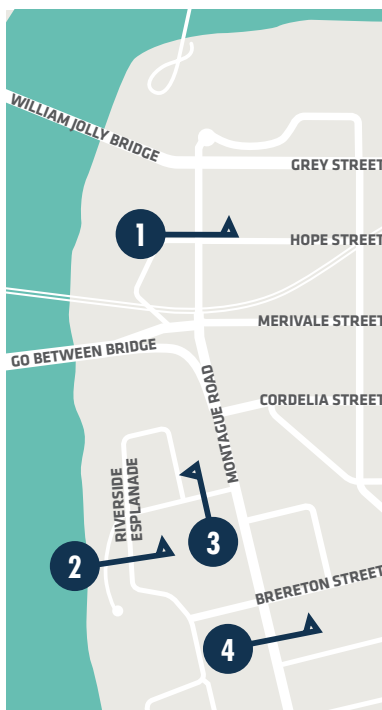 WILLIAM JOLLY BRIDGE
GREY STREET
1
HOPE STREET
MERIVALE STREET
GO BETWEEN BRIDGE
MONTAGUE ROAD
CORDELIA STREET
RIVERSIDE
ESPLANADE
3
2
BRERETON STREET
4